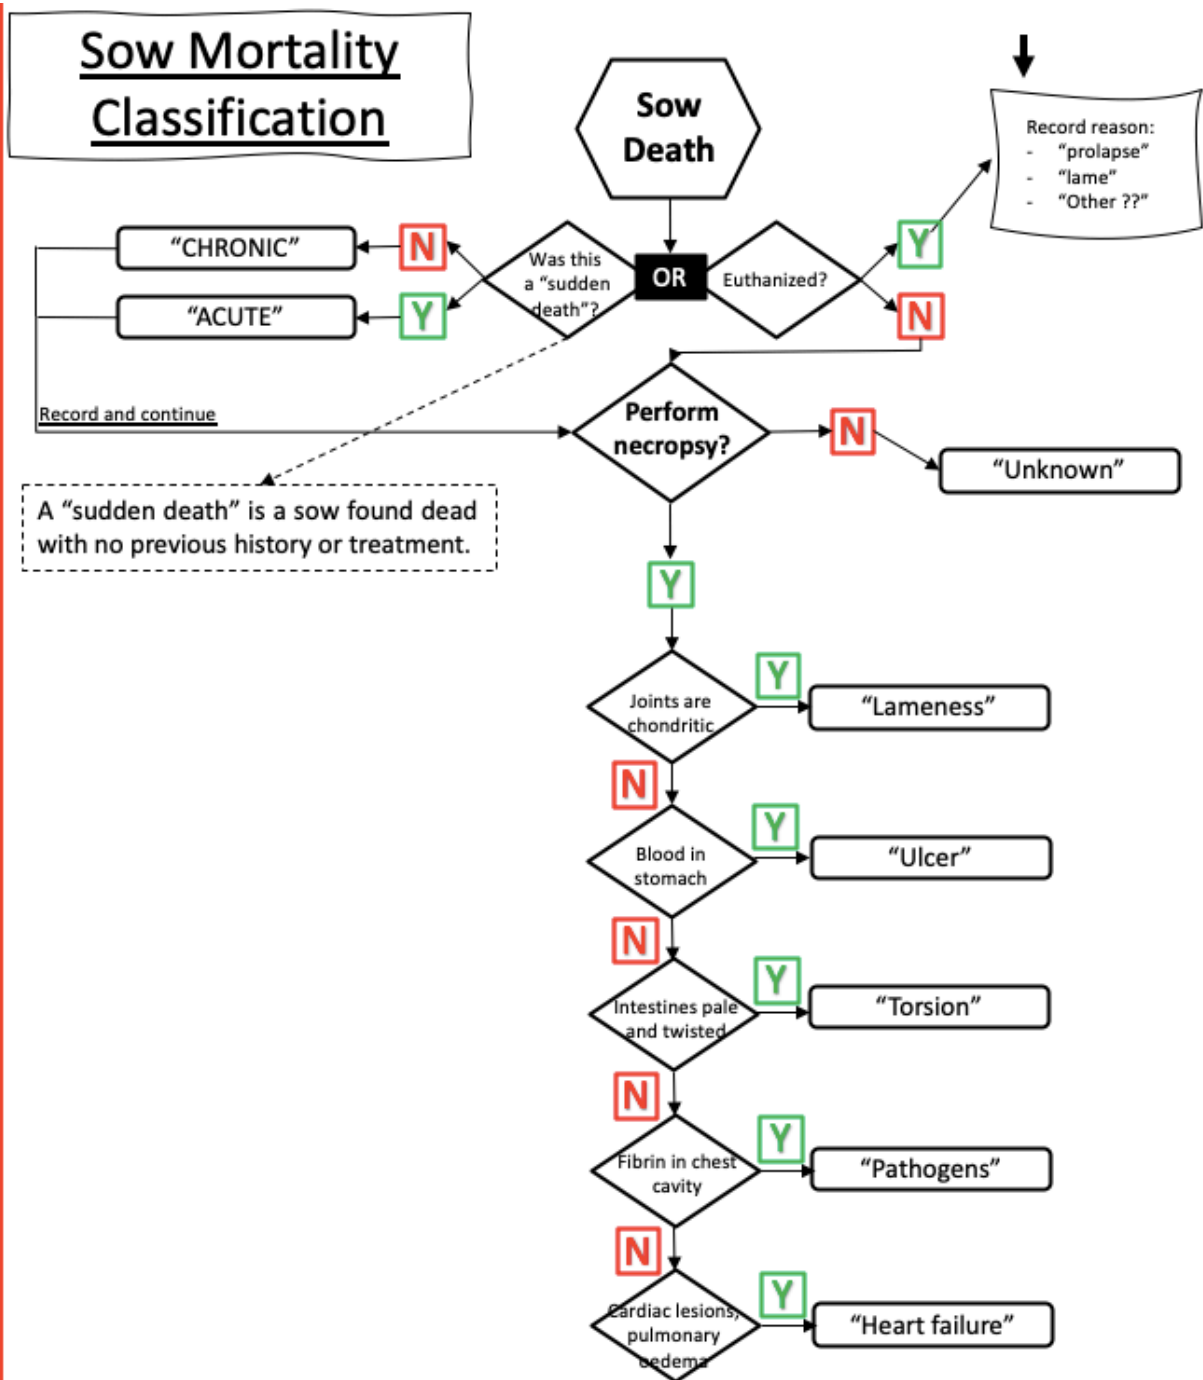 Sow Mortality
Classification
Sow
Death
Record reason:
- “prolapse”
- “lame”
- “Other ??”
“CHRONIC”
N
Was this
a “sudden
death”?
OR
Euthanized?
Y
“ACUTE”
Y
N
Record and continue
Perform
necropsy?
N
“Unknown”
A “sudden death” is a sow found dead
with no previous history or treatment.
Y
Joints are
chondritic
Y
“Lameness”
N
Blood in
stomach
Y
“Ulcer”
N
Intestines pale
and twisted
Y
“Torsion”
N
Fibrin in chest
cavity
Y
“Pathogens”
N
Cardiac lesions,
pulmonary
oedema
Y
“Heart failure”